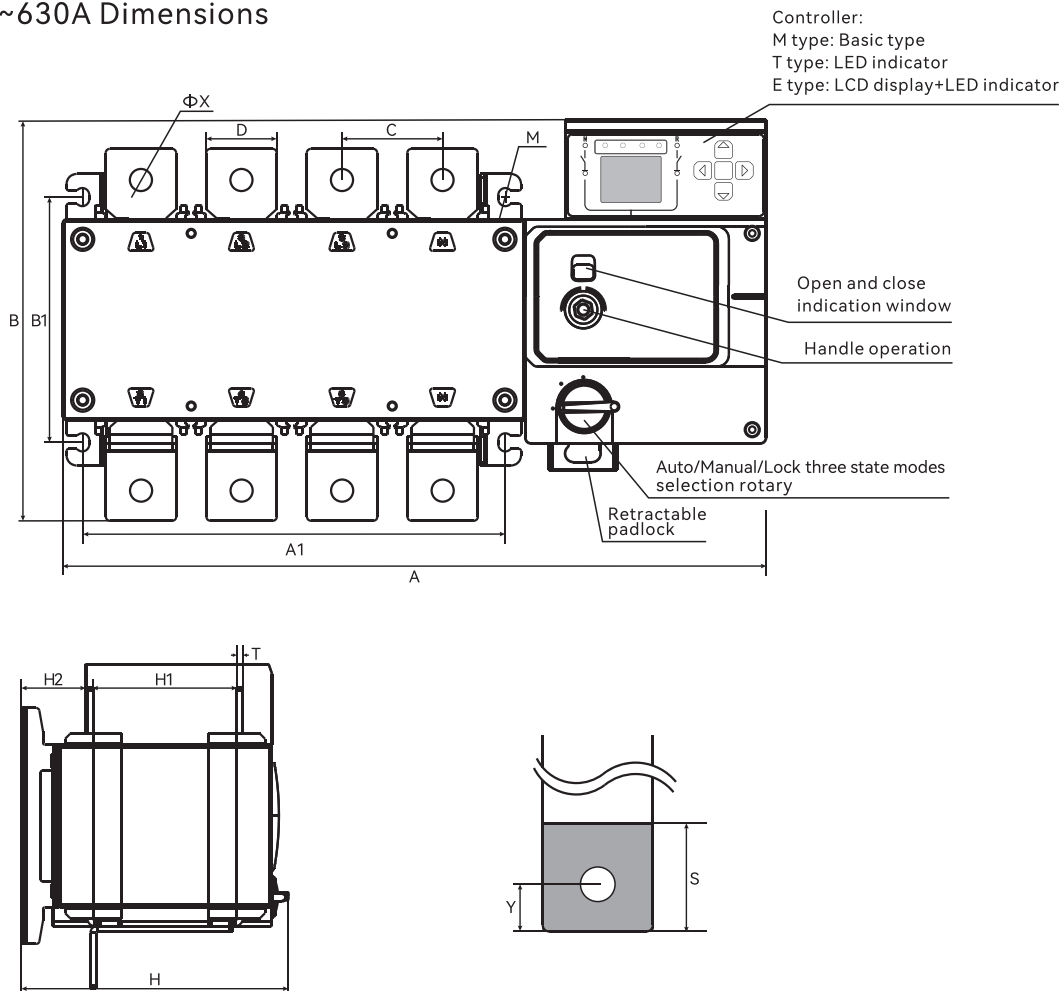 ~630A Dimensions
Controller:
M type: Basic type
T type: LED indicator
E type: LCD display+LED indicator
ΦX
D
C
M
B
B1
N
N
Open and close
indication window
Handle operation
Auto/Manual/Lock three state modes
selection rotary
Retractable
padlock
A1
A
T
H2
H1
H
S
Y